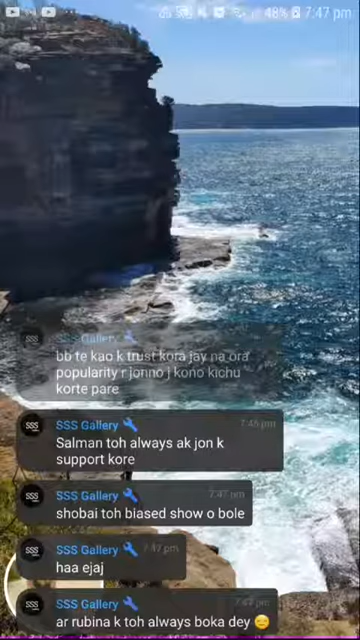 48% 7:47 pm
SSS Gallery
bb te kao k trust kora jay na ora
popularity r jonno j kono kichu
korte pare
SSS Gallery 7:46 pm
Salman toh always ak jon k
support kore
SSS Gallery 7:47 pm
shobai toh biased show o bole
SSS Gallery 7:47 pm
haa ejaj
SSS Gallery 7:47 pm
ar rubina k toh always boka dey 😑